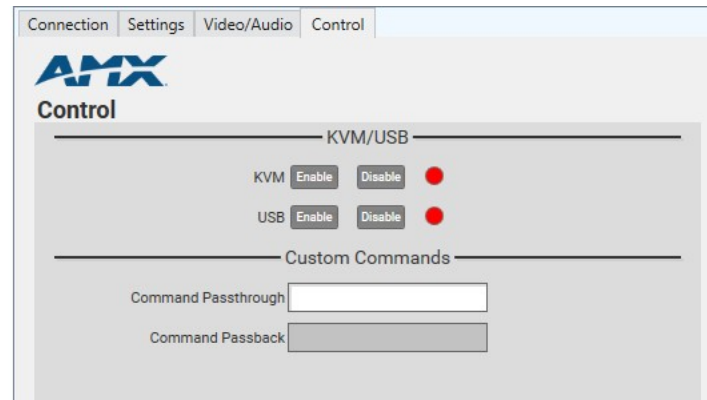 Connection Settings Video/Audio Control
AMX
Control
KVM/USB
KVM Enable Disable
USB Enable Disable
Custom Commands
Command Passthrough
Command Passback